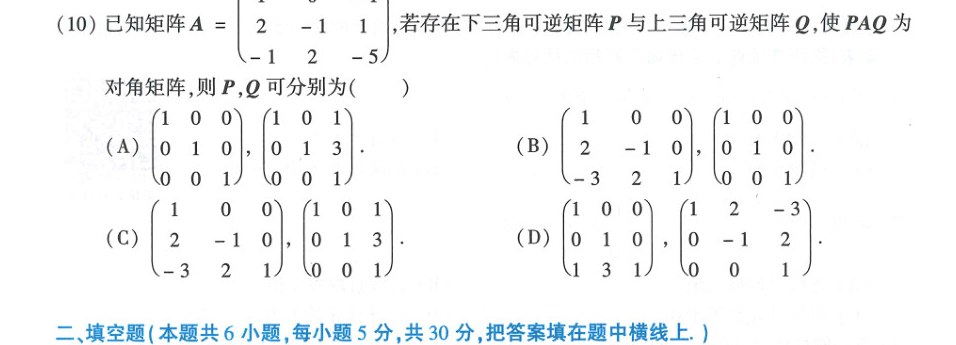 (10) 已知矩阵 A = ( 2 -1 1 ; -1 2 -5 ),若存在下三角可逆矩阵 P 与上三角可逆矩阵 Q,使 PAQ 为
对角矩阵,则 P,Q 可分别为(  )
(A) ( 1 0 0 ; 0 1 0 ; 0 0 1 ), ( 1 0 1 ; 0 1 3 ; 0 0 1 ).
(B) ( 1 0 0 ; 2 -1 0 ; -3 2 1 ), ( 1 0 0 ; 0 1 0 ; 0 0 1 ).
(C) ( 1 0 0 ; 2 -1 0 ; -3 2 1 ), ( 1 0 1 ; 0 1 3 ; 0 0 1 ).
(D) ( 1 0 0 ; 0 1 0 ; 1 3 1 ), ( 1 2 -3 ; 0 -1 2 ; 0 0 1 ).
二、填空题(本题共 6 小题,每小题 5 分,共 30 分,把答案填在题中横线上.)